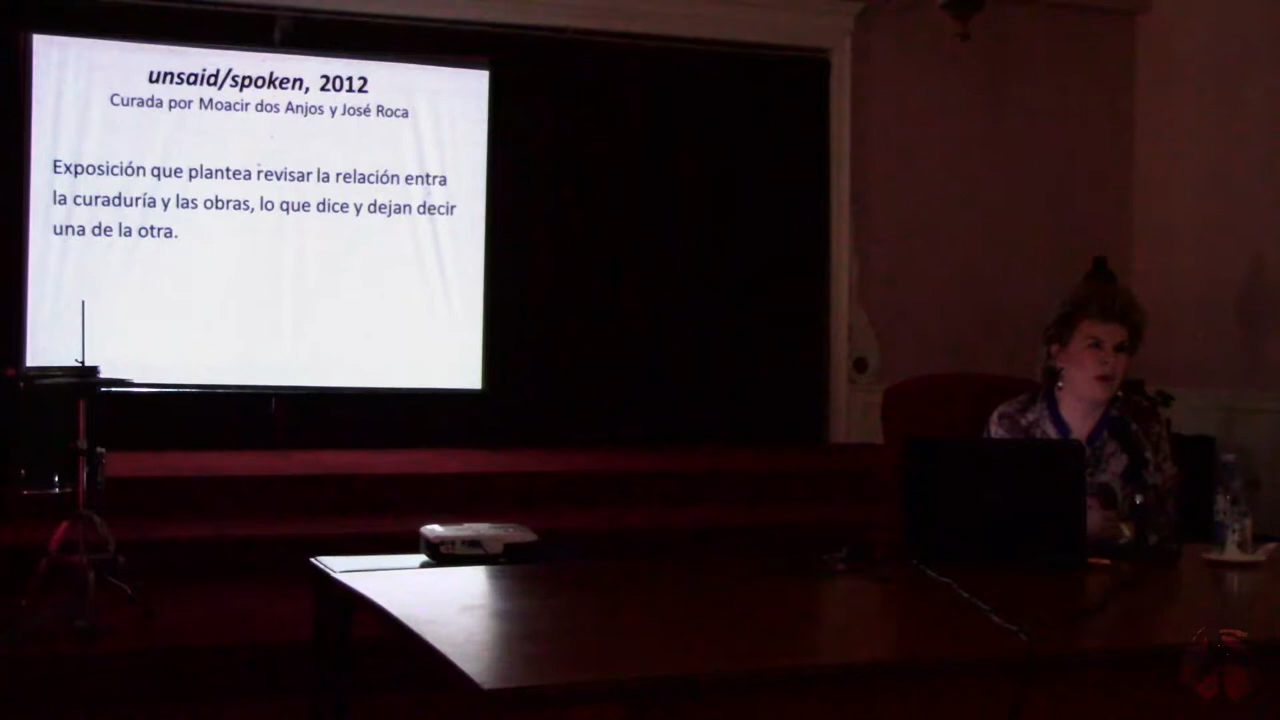 unsaid/spoken, 2012
Curada por Moacir dos Anjos y José Roca
Exposición que plantea revisar la relación entra
la curaduría y las obras, lo que dice y dejan decir
una de la otra.